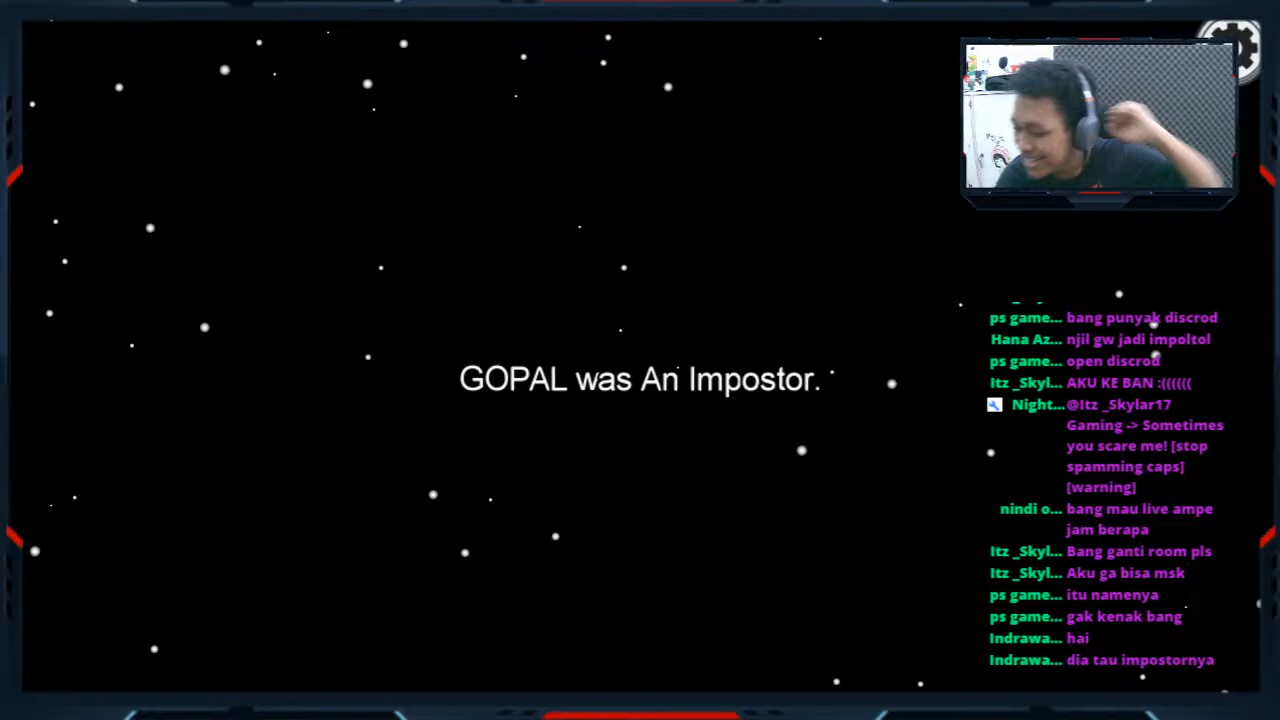 GOPAL was An Impostor.
ps game... bang punyak discrod
Hana Az... njil gw jadi impoltol
ps game... open discrod
Itz _Skyl... AKU KE BAN :((((((
Night... @Itz _Skylar17
Gaming -> Sometimes
you scare me! [stop
spamming caps]
[warning]
nindi o... bang mau live ampe
jam berapa
Itz _Skyl... Bang ganti room pls
Itz _Skyl... Aku ga bisa msk
ps game... itu namenya
ps game... gak kenak bang
Indrawa... hai
Indrawa... dia tau impostornya